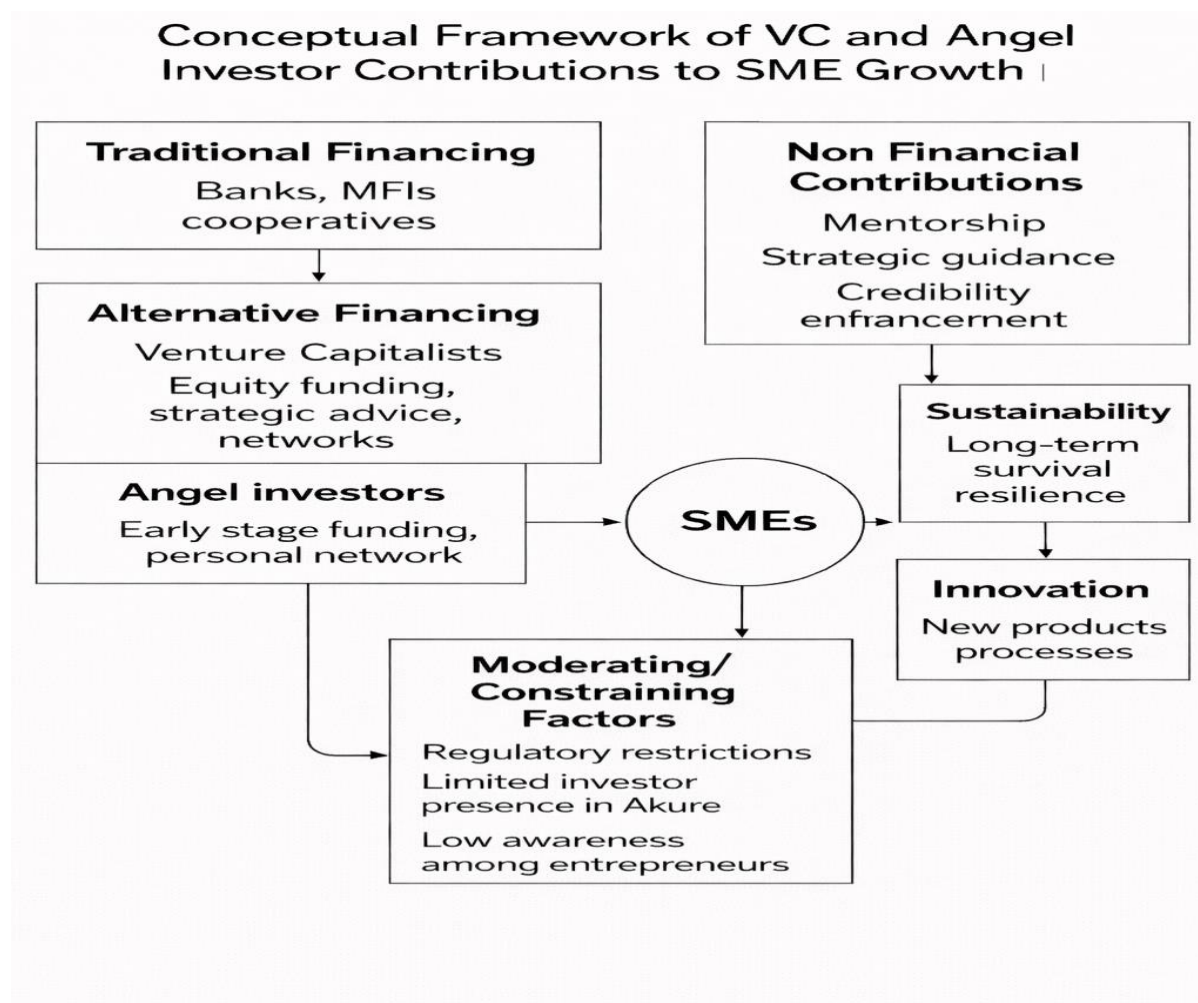 Conceptual Framework of VC and Angel
Investor Contributions to SME Growth
Traditional Financing
Banks, MFIs
cooperatives
Alternative Financing
Venture Capitalists
Equity funding,
strategic advice,
networks
Angel investors
Early stage funding,
personal network
Non Financial
Contributions
Mentorship
Strategic guidance
Credibility
enfrancernent
SMEs
Sustainability
Long-term
survival
resilience
Innovation
New products
processes
Moderating/
Constraining
Factors
Regulatory restrictions
Limited investor
presence in Akure
Low awareness
among entrepreneurs